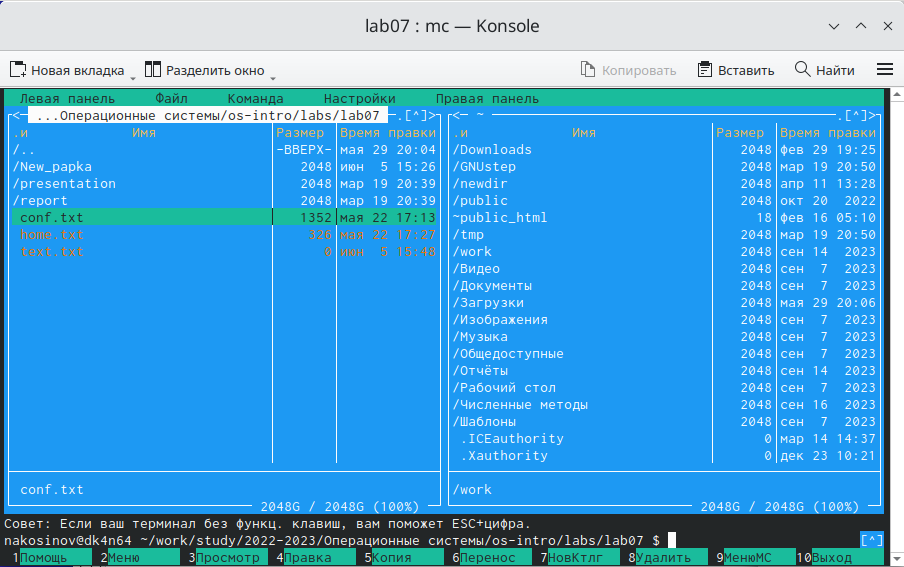 lab07 : mc — Konsole
Новая вкладка Разделить окно Копировать Вставить Найти
Левая панель Файл Команда Настройки Правая панель
<─ ...Операционные системы/os-intro/labs/lab07 ─.[^]>
.и Имя Размер Время правки
/.. -ВВЕРХ- мая 29 20:04
/New_papka 2048 июн 5 15:26
/presentation 2048 мар 19 20:39
/report 2048 мар 19 20:39
conf.txt 1352 мая 22 17:13
home.txt 326 мая 22 17:27
text.txt 0 июн 5 15:48
conf.txt
2048G / 2048G (100%)
<─ ~ .[^]>
.и Имя Размер Время правки
/Downloads 2048 фев 29 19:25
/GNUstep 2048 мар 19 20:50
/newdir 2048 апр 11 13:28
/public 2048 окт 20 2022
~public_html 18 фев 16 05:10
/tmp 2048 мар 19 20:50
/work 2048 сен 14 2023
/Видео 2048 сен 7 2023
/Документы 2048 сен 7 2023
/Загрузки 2048 мая 29 20:06
/Изображения 2048 сен 7 2023
/Музыка 2048 сен 7 2023
/Общедоступные 2048 сен 7 2023
/Отчёты 2048 сен 14 2023
/Рабочий стол 2048 сен 7 2023
/Численные методы 2048 сен 16 2023
/Шаблоны 2048 сен 7 2023
.ICEauthority 0 мар 14 14:37
.Xauthority 0 дек 23 10:21
/work
2048G / 2048G (100%)
Совет: Если ваш терминал без функц. клавиш, вам поможет ESC+цифра.
nakosinov@dk4n64 ~/work/study/2022-2023/Операционные системы/os-intro/labs/lab07 $ [^]
1Помощь 2Меню 3Просмотр 4Правка 5Копия 6Перенос 7НовКтлг 8Удалить 9МенюMC 10Выход